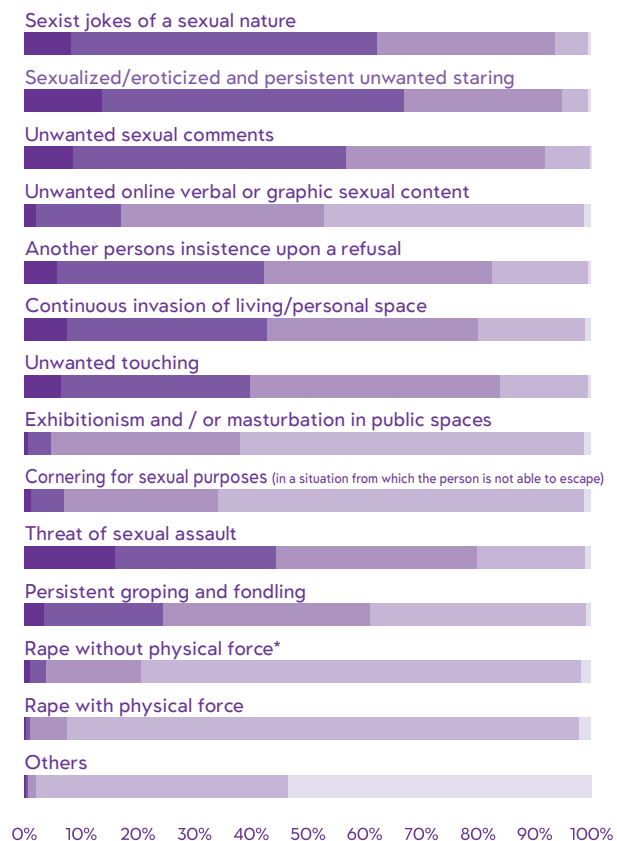 Sexist jokes of a sexual nature
Sexualized/eroticized and persistent unwanted staring
Unwanted sexual comments
Unwanted online verbal or graphic sexual content
Another persons insistence upon a refusal
Continuous invasion of living/personal space
Unwanted touching
Exhibitionism and / or masturbation in public spaces
Cornering for sexual purposes (in a situation from which the person is not able to escape)
Threat of sexual assault
Persistent groping and fondling
Rape without physical force*
Rape with physical force
Others
0% 10% 20% 30% 40% 50% 60% 70% 80% 90% 100%